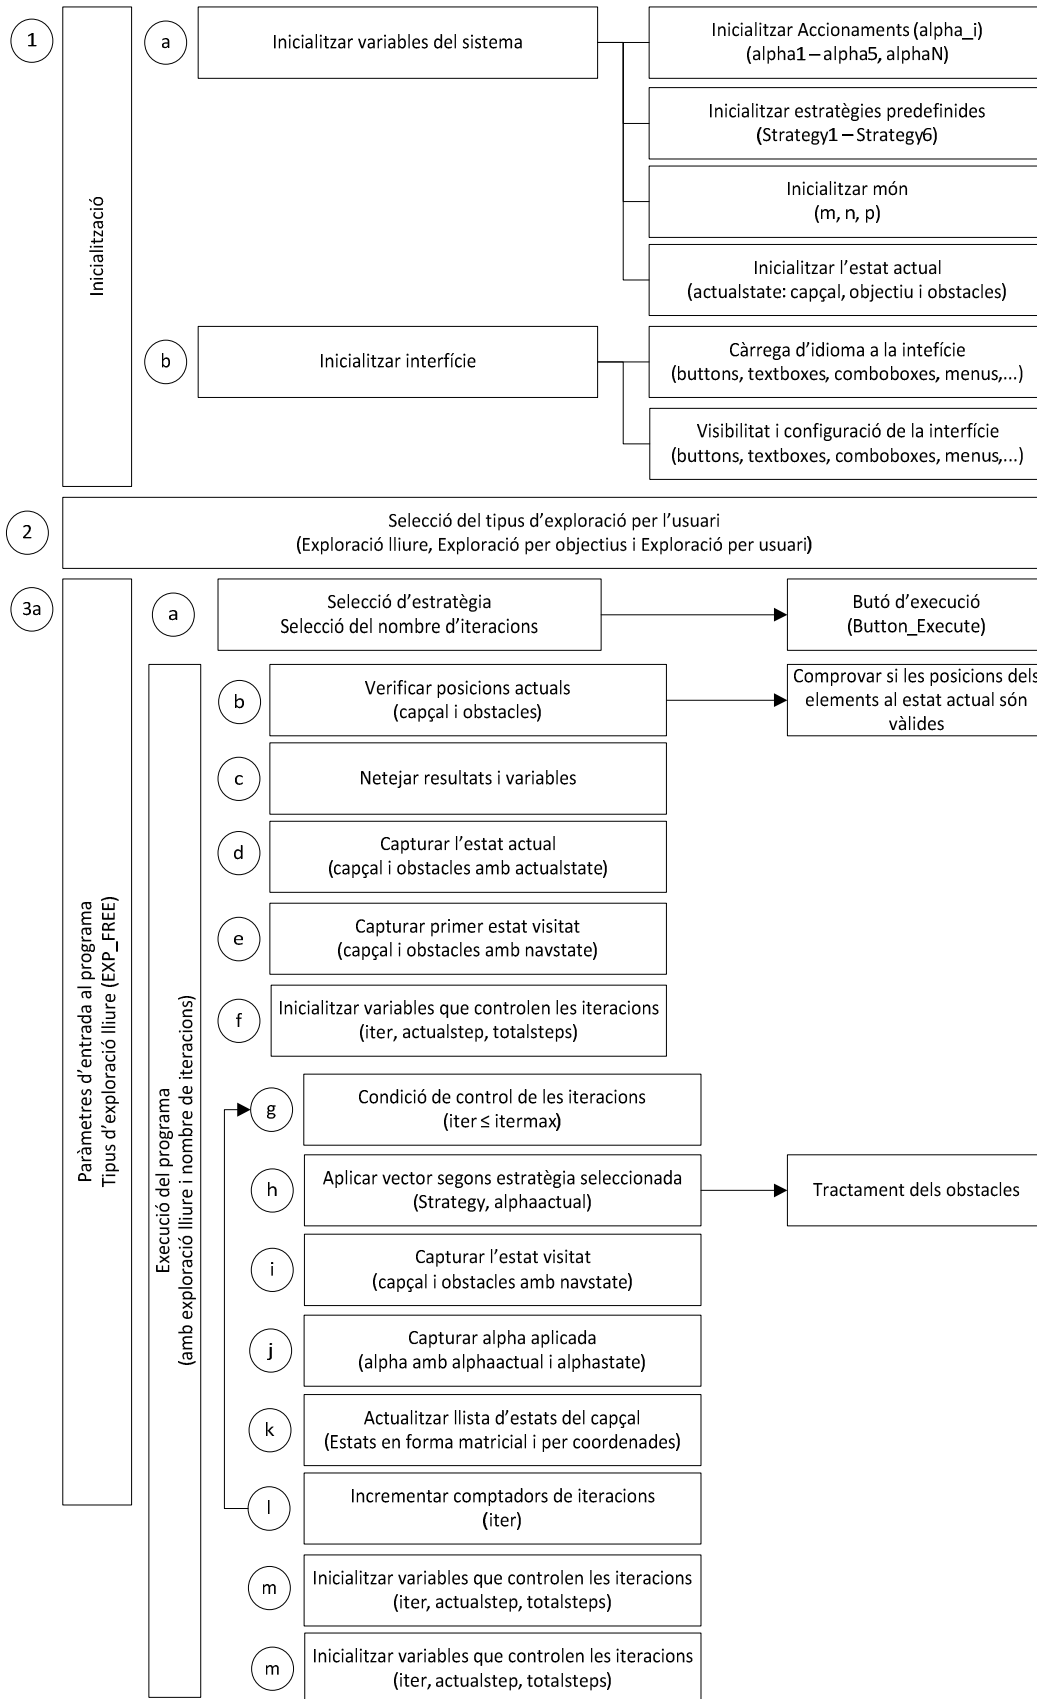 1
a
Inicialitzar variables del sistema
Inicialitzar Accionaments (alpha_i)
(alpha1 – alpha5, alphaN)
Inicialitzar estratègies predefinides
(Strategy1 – Strategy6)
Inicialitzar món
(m, n, p)
Inicialitzar l’estat actual
(actualstate: capçal, objectiu i obstacles)
Inicialització
b
Inicialitzar interfície
Càrrega d’idioma a la intefície
(buttons, textboxes, comboboxes, menus,...)
Visibilitat i configuració de la interfície
(buttons, textboxes, comboboxes, menus,...)
2
Selecció del tipus d’exploració per l’usuari
(Exploració lliure, Exploració per objectius i Exploració per usuari)
3a
Paràmetres d’entrada al programa
Tipus d’exploració lliure (EXP_FREE)
a
Selecció d’estratègia
Selecció del nombre d’iteracions
Butó d’execució
(Button_Execute)
Execució del programa
(amb exploració lliure i nombre de iteracions)
b
Verificar posicions actuals
(capçal i obstacles)
Comprovar si les posicions dels
elements al estat actual són
vàlides
c
Netejar resultats i variables
d
Capturar l’estat actual
(capçal i obstacles amb actualstate)
e
Capturar primer estat visitat
(capçal i obstacles amb navstate)
f
Inicialitzar variables que controlen les iteracions
(iter, actualstep, totalsteps)
g
Condició de control de les iteracions
(iter ≤ itermax)
h
Aplicar vector segons estratègia seleccionada
(Strategy, alphaactual)
Tractament dels obstacles
i
Capturar l’estat visitat
(capçal i obstacles amb navstate)
j
Capturar alpha aplicada
(alpha amb alphaactual i alphastate)
k
Actualitzar llista d’estats del capçal
(Estats en forma matricial i per coordenades)
l
Incrementar comptadors de iteracions
(iter)
m
Inicialitzar variables que controlen les iteracions
(iter, actualstep, totalsteps)
m
Inicialitzar variables que controlen les iteracions
(iter, actualstep, totalsteps)